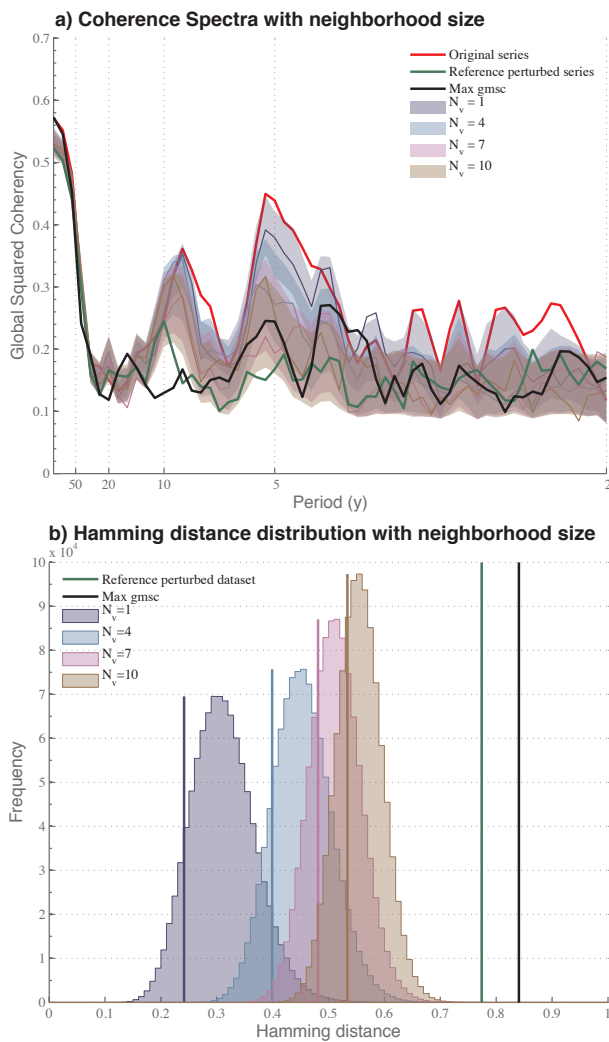 a) Coherence Spectra with neighborhood size
0.7
0.6
0.5
0.4
0.3
0.2
0.1
0
Global Squared Coherency
Original series
Reference perturbed series
Max gmsc
N_v = 1
N_v = 4
N_v = 7
N_v = 10
50 20 10 5 2
Period (y)
b) Hamming distance distribution with neighborhood size
x 10^4
10
9
8
7
6
5
4
3
2
1
0
Frequency
Reference perturbed dataset
Max gmsc
N_v=1
N_v=4
N_v=7
N_v=10
0 0.1 0.2 0.3 0.4 0.5 0.6 0.7 0.8 0.9 1
Hamming distance